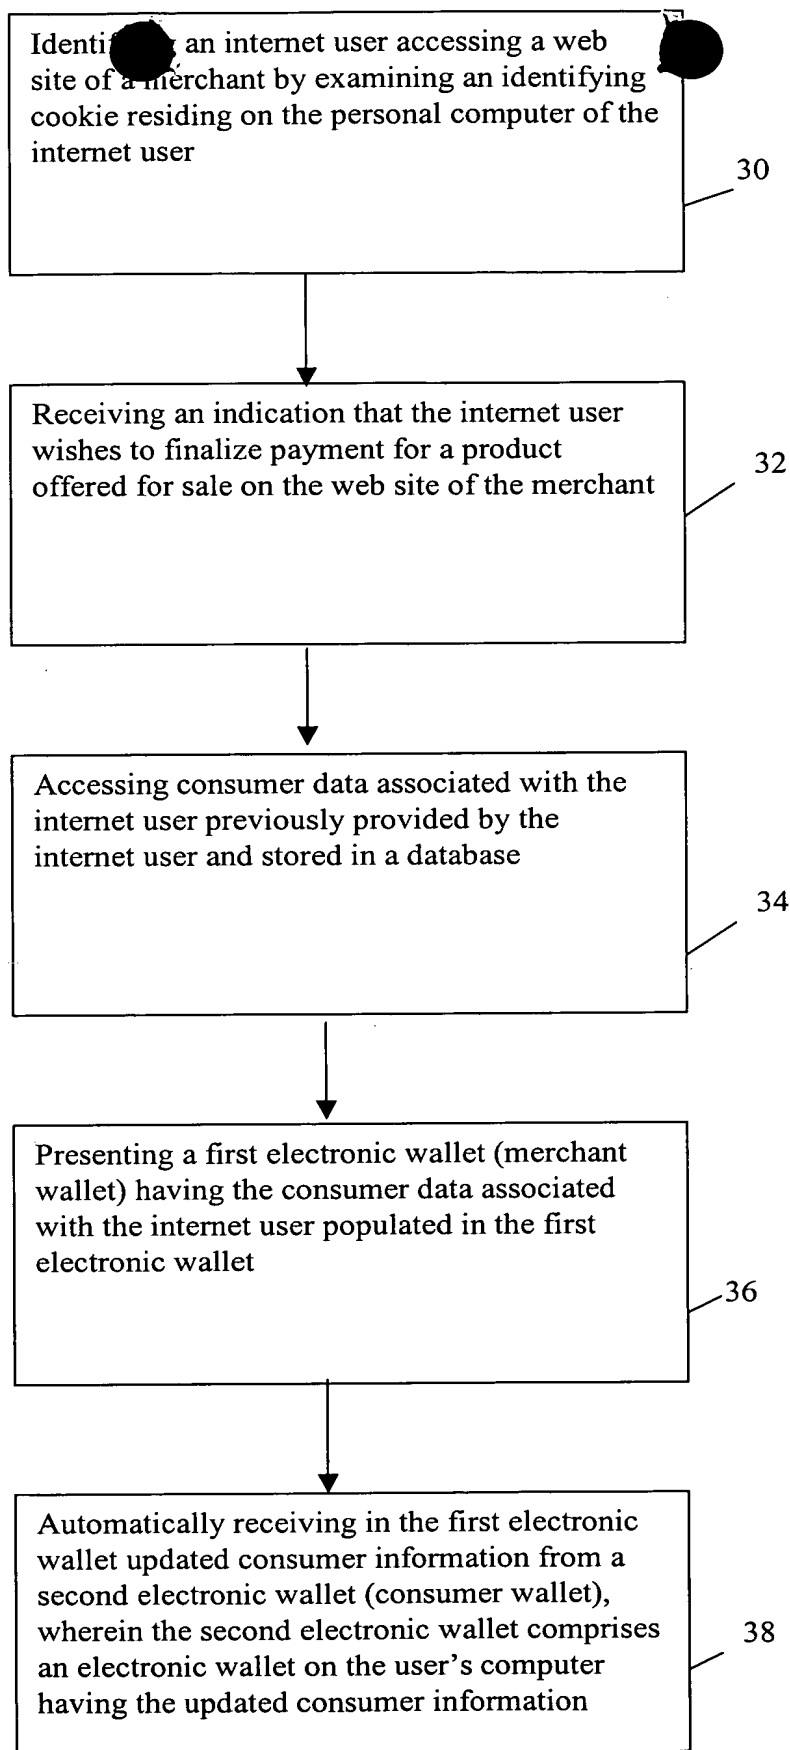 Identi an internet user accessing a web
site of a merchant by examining an identifying
cookie residing on the personal computer of the
internet user
30
Receiving an indication that the internet user
wishes to finalize payment for a product
offered for sale on the web site of the merchant
32
Accessing consumer data associated with the
internet user previously provided by the
internet user and stored in a database
34
Presenting a first electronic wallet (merchant
wallet) having the consumer data associated
with the internet user populated in the first
electronic wallet
36
Automatically receiving in the first electronic
wallet updated consumer information from a
second electronic wallet (consumer wallet),
wherein the second electronic wallet comprises
an electronic wallet on the user's computer
having the updated consumer information
38